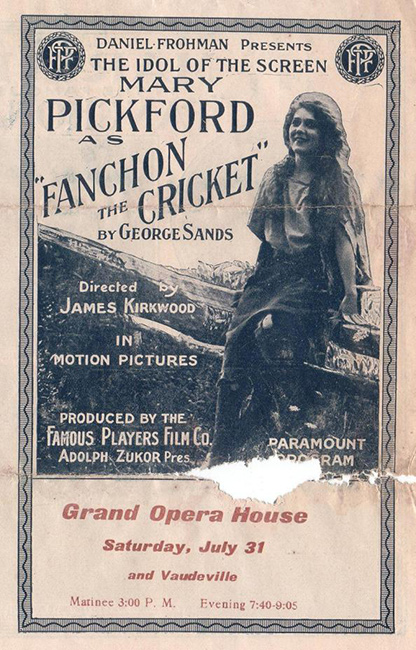 DANIEL FROHMAN PRESENTS
THE IDOL OF THE SCREEN
MARY
PICKFORD
AS
"FANCHON
THE CRICKET"
BY GEORGE SANDS
Directed by
JAMES KIRKWOOD
IN
MOTION PICTURES
PRODUCED BY THE
FAMOUS PLAYERS FILM CO.
ADOLPH ZUKOR Pres.
PARAMOUNT
PROGRAM
Grand Opera House
Saturday, July 31
and Vaudeville
Matinee 3:00 P. M. Evening 7:40-9:05